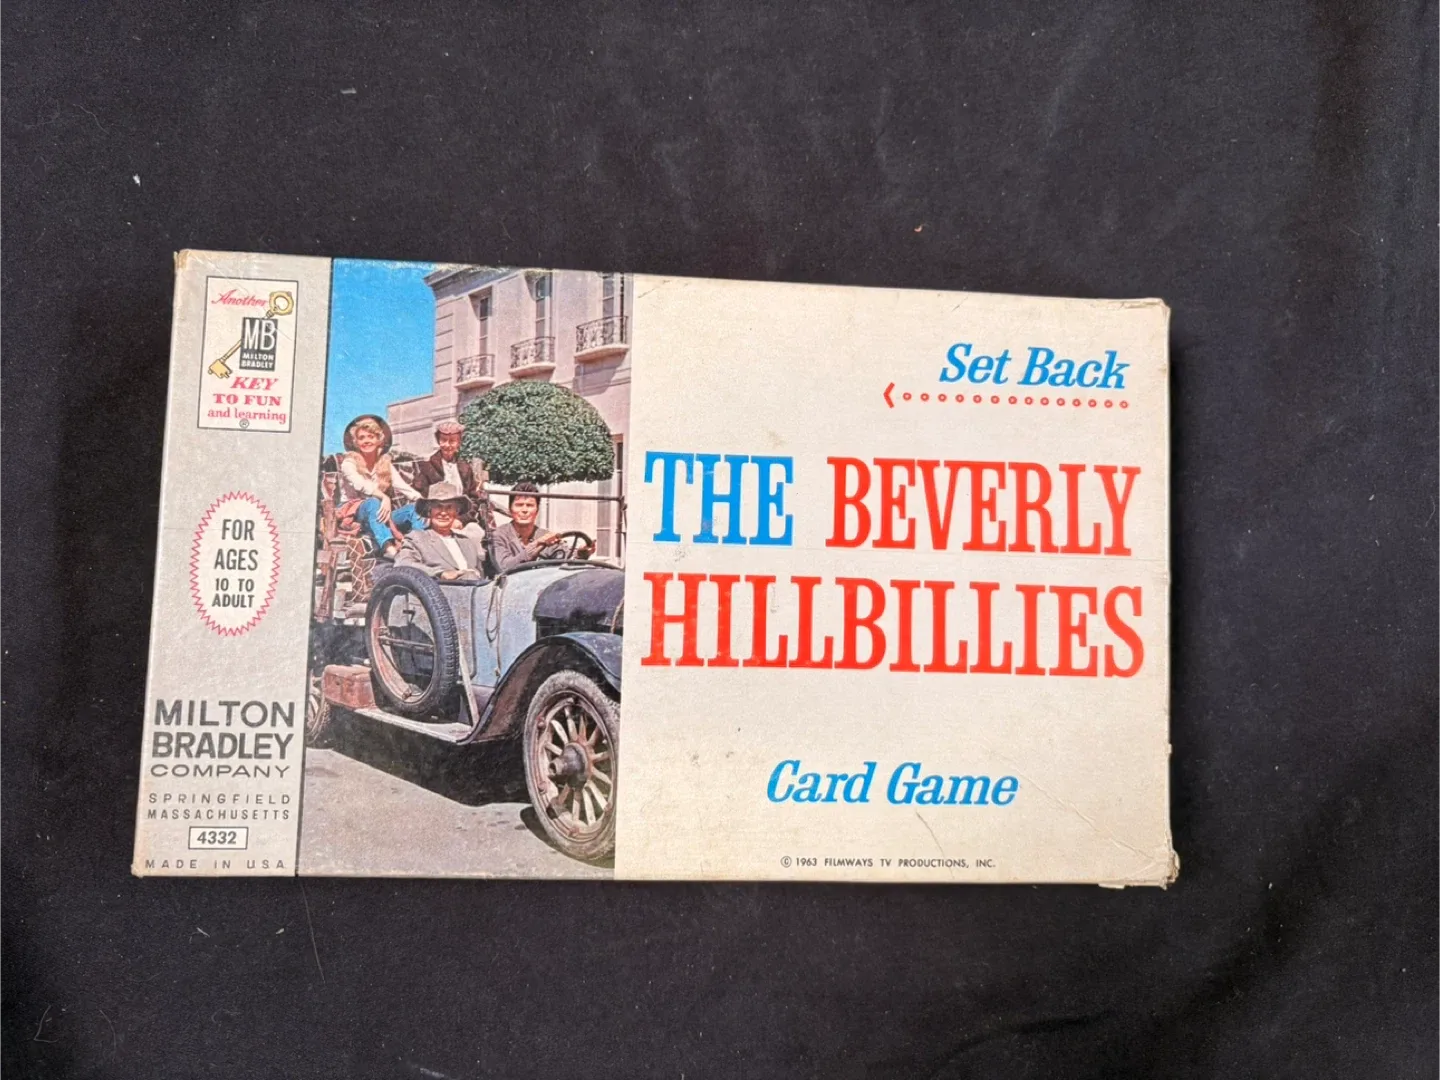 Another
MB
MILTON
BRADLEY
KEY
TO FUN
and learning
®
FOR
AGES
10 TO
ADULT
MILTON
BRADLEY
COMPANY
SPRINGFIELD
MASSACHUSETTS
4332
MADE IN U.S.A.
Set Back
THE BEVERLY
HILLBILLIES
Card Game
© 1963 FILMWAYS TV PRODUCTIONS, INC.